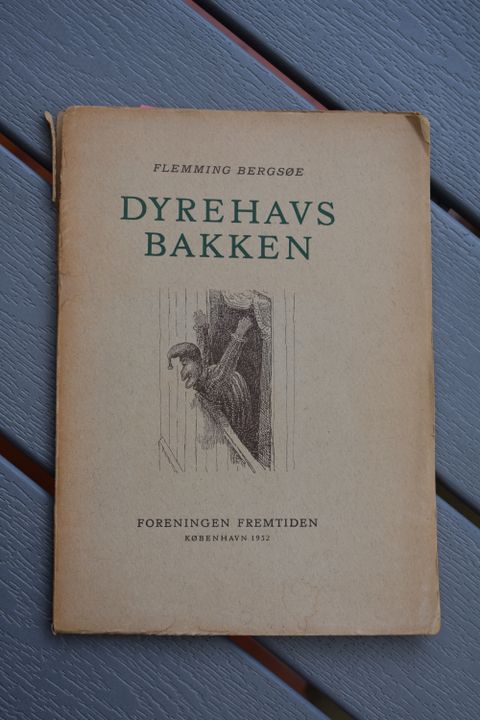 FLEMMING BERGSØE
DYREHAVS
BAKKEN
FORENINGEN FREMTIDEN
KØBENHAVN 1952